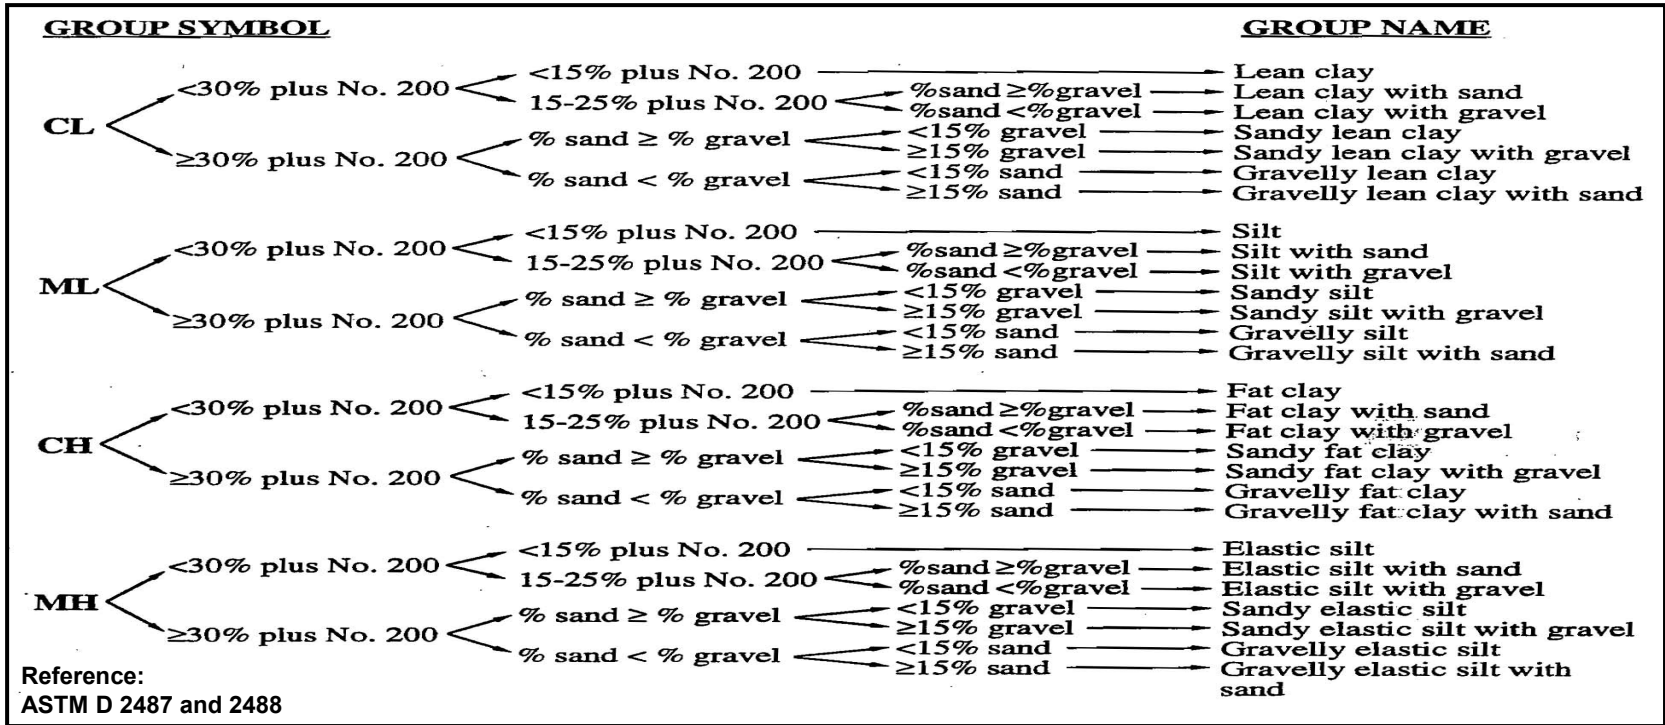 GROUP SYMBOL GROUP NAME
<15% plus No. 200 Lean clay
<30% plus No. 200 %sand ≥%gravel Lean clay with sand
15-25% plus No. 200 %sand <%gravel Lean clay with gravel
CL
% sand ≥ % gravel <15% gravel Sandy lean clay
≥30% plus No. 200 ≥15% gravel Sandy lean clay with gravel
% sand < % gravel <15% sand Gravelly lean clay
≥15% sand Gravelly lean clay with sand
<15% plus No. 200 Silt
<30% plus No. 200 %sand ≥%gravel Silt with sand
15-25% plus No. 200 %sand <%gravel Silt with gravel
ML
% sand ≥ % gravel <15% gravel Sandy silt
≥30% plus No. 200 ≥15% gravel Sandy silt with gravel
% sand < % gravel <15% sand Gravelly silt
≥15% sand Gravelly silt with sand
<15% plus No. 200 Fat clay
<30% plus No. 200 %sand ≥%gravel Fat clay with sand
15-25% plus No. 200 %sand <%gravel Fat clay with gravel
CH
% sand ≥ % gravel <15% gravel Sandy fat clay
≥30% plus No. 200 ≥15% gravel Sandy fat clay with gravel
% sand < % gravel <15% sand Gravelly fat clay
≥15% sand Gravelly fat clay with sand
<15% plus No. 200 Elastic silt
<30% plus No. 200 %sand ≥%gravel Elastic silt with sand
15-25% plus No. 200 %sand <%gravel Elastic silt with gravel
MH
% sand ≥ % gravel <15% gravel Sandy elastic silt
≥30% plus No. 200 ≥15% gravel Sandy elastic silt with gravel
% sand < % gravel <15% sand Gravelly elastic silt
≥15% sand Gravelly elastic silt with
sand
Reference:
ASTM D 2487 and 2488